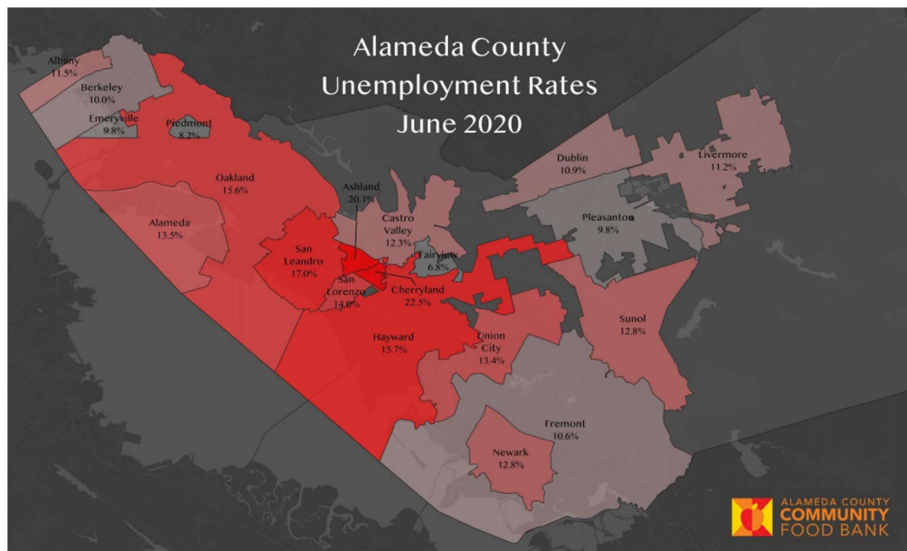 Alameda County
Unemployment Rates
June 2020
Albany
11.5%
Berkeley
10.0%
Emeryville
9.8%
Piedmont
8.2%
Oakland
15.6%
Alameda
13.5%
San
Leandro
17.0%
Ashland
20.1%
Castro
Valley
12.3%
Fairview
6.8%
San
Lorenzo
14.0%
Cherryland
22.5%
Hayward
15.7%
Union
City
13.4%
Dublin
10.9%
Livermore
11.2%
Pleasanton
9.8%
Sunol
12.8%
Fremont
10.6%
Newark
12.8%
ALAMEDA COUNTY
COMMUNITY
FOOD BANK